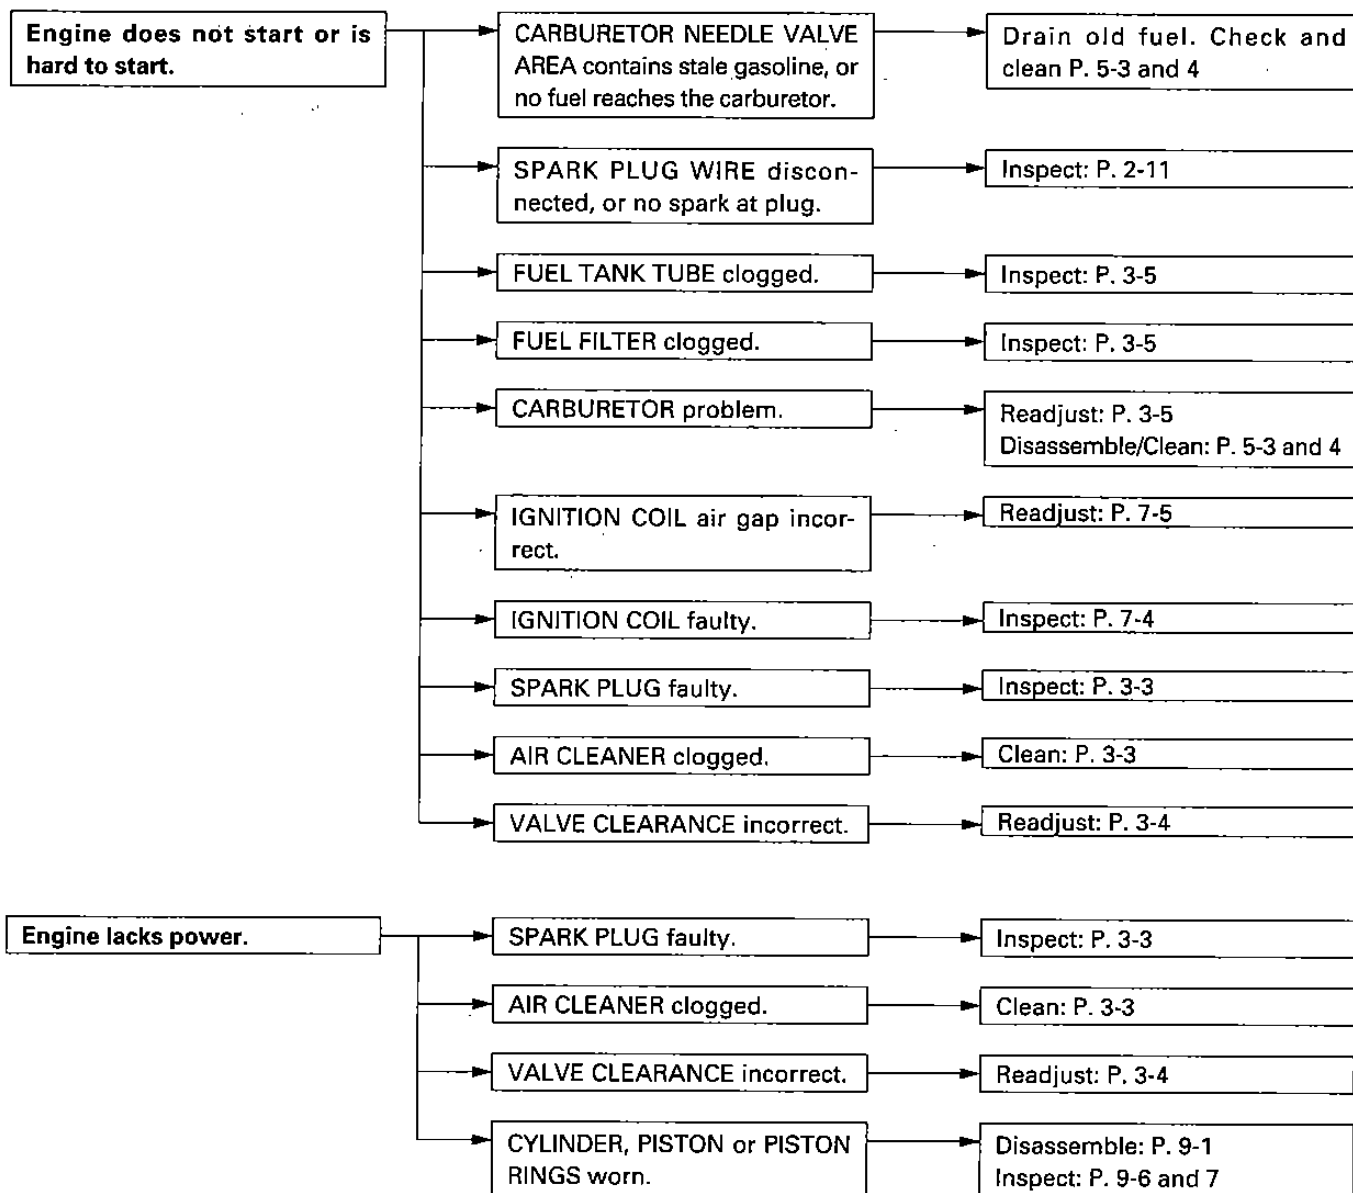 Engine does not start or is
hard to start.
CARBURETOR NEEDLE VALVE
AREA contains stale gasoline, or
no fuel reaches the carburetor.
Drain old fuel. Check and
clean P. 5-3 and 4
SPARK PLUG WIRE discon-
nected, or no spark at plug.
Inspect: P. 2-11
FUEL TANK TUBE clogged.
Inspect: P. 3-5
FUEL FILTER clogged.
Inspect: P. 3-5
CARBURETOR problem.
Readjust: P. 3-5
Disassemble/Clean: P. 5-3 and 4
IGNITION COIL air gap incor-
rect.
Readjust: P. 7-5
IGNITION COIL faulty.
Inspect: P. 7-4
SPARK PLUG faulty.
Inspect: P. 3-3
AIR CLEANER clogged.
Clean: P. 3-3
VALVE CLEARANCE incorrect.
Readjust: P. 3-4
Engine lacks power.
SPARK PLUG faulty.
Inspect: P. 3-3
AIR CLEANER clogged.
Clean: P. 3-3
VALVE CLEARANCE incorrect.
Readjust: P. 3-4
CYLINDER, PISTON or PISTON
RINGS worn.
Disassemble: P. 9-1
Inspect: P. 9-6 and 7